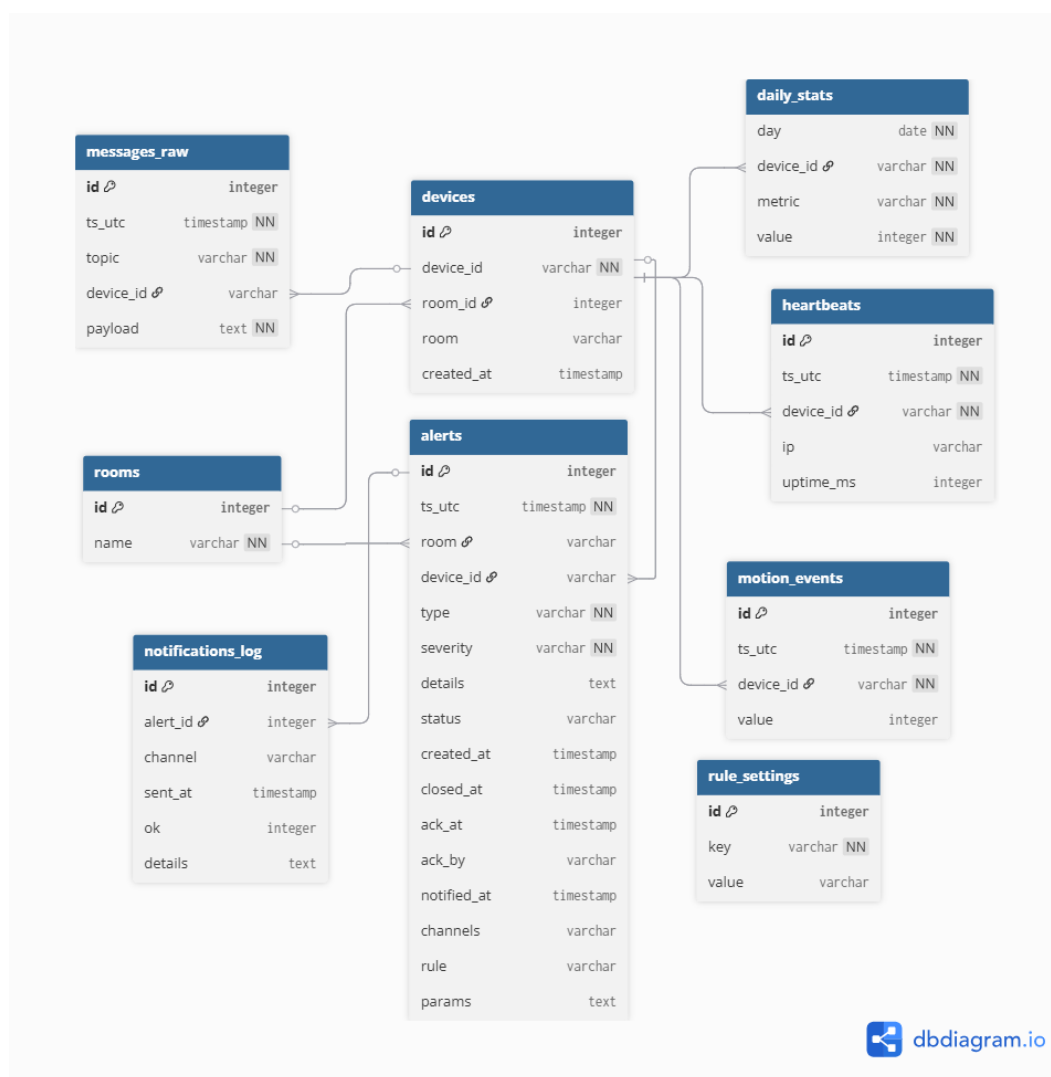 messages_raw
id integer
ts_utc timestamp NN
topic varchar NN
device_id varchar
payload text NN
devices
id integer
device_id varchar NN
room_id integer
room varchar
created_at timestamp
daily_stats
day date NN
device_id varchar NN
metric varchar NN
value integer NN
heartbeats
id integer
ts_utc timestamp NN
device_id varchar NN
ip varchar
uptime_ms integer
rooms
id integer
name varchar NN
alerts
id integer
ts_utc timestamp NN
room varchar
device_id varchar
type varchar NN
severity varchar NN
details text
status varchar
created_at timestamp
closed_at timestamp
ack_at timestamp
ack_by varchar
notified_at timestamp
channels varchar
rule varchar
params text
motion_events
id integer
ts_utc timestamp NN
device_id varchar NN
value integer
notifications_log
id integer
alert_id integer
channel varchar
sent_at timestamp
ok integer
details text
rule_settings
id integer
key varchar NN
value varchar
dbdiagram.io